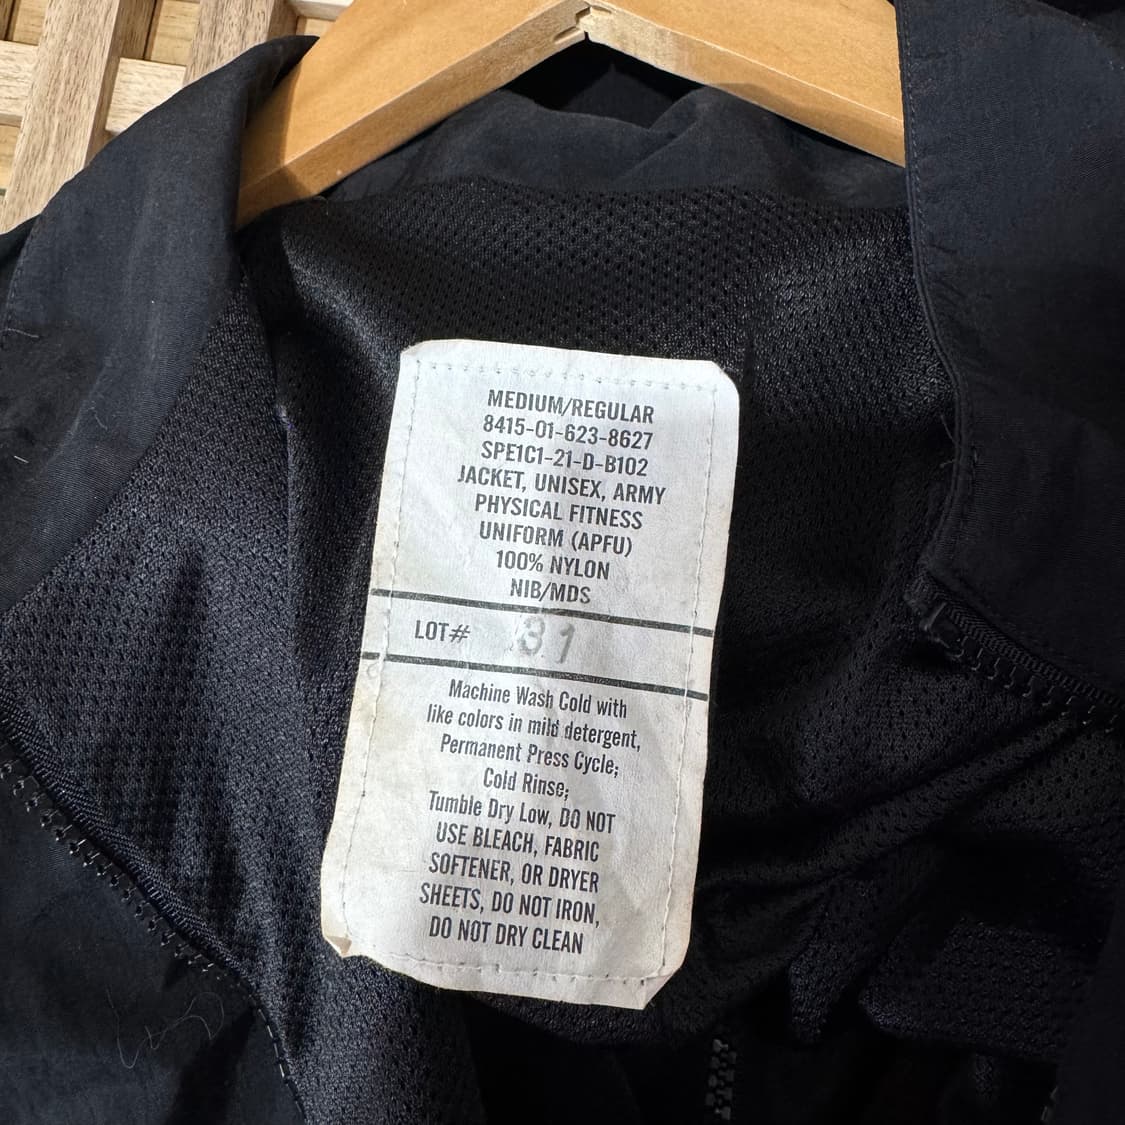 MEDIUM/REGULAR
8415-01-623-8627
SPE1C1-21-D-B102
JACKET, UNISEX, ARMY
PHYSICAL FITNESS
UNIFORM (APFU)
100% NYLON
NIB/MDS
LOT# 31
Machine Wash Cold with
like colors in mild detergent,
Permanent Press Cycle;
Cold Rinse;
Tumble Dry Low, DO NOT
USE BLEACH, FABRIC
SOFTENER, OR DRYER
SHEETS, DO NOT IRON,
DO NOT DRY CLEAN